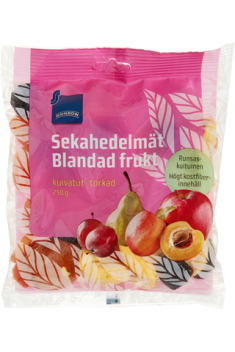 RAINBOW
Sekahedelmät
Blandad frukt
kuivatut · torkad
250 g
Runsas-
kuituinen
Högt kostfiber-
innehåll